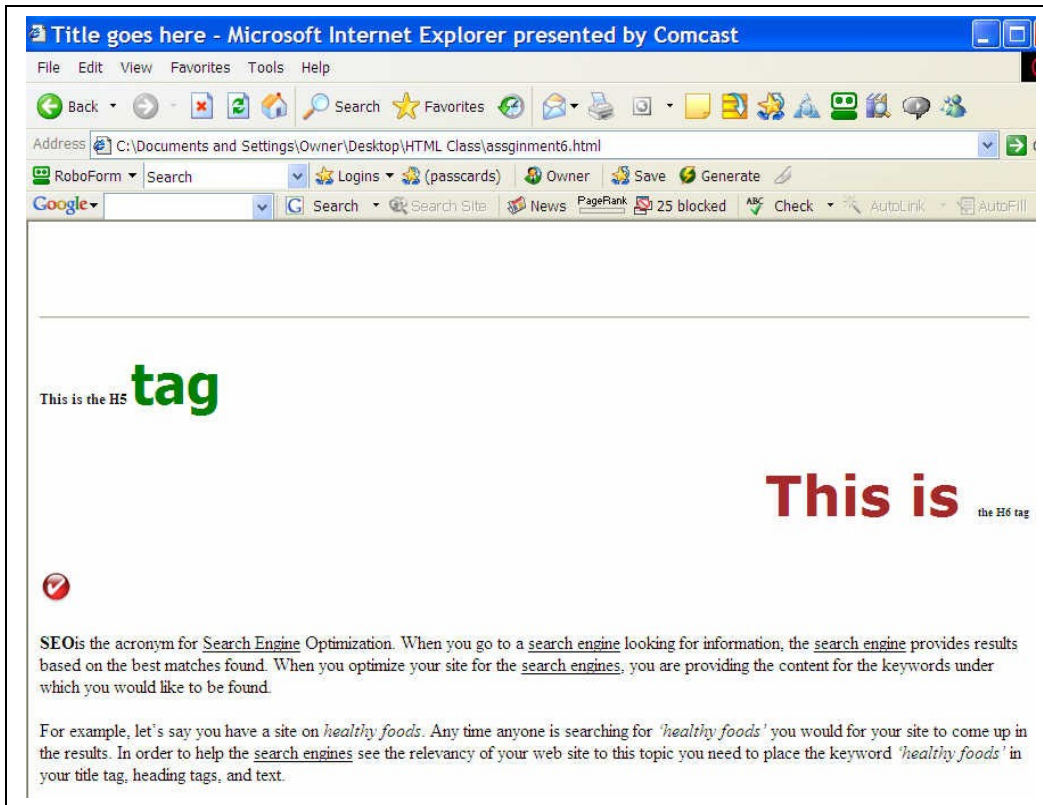 Title goes here - Microsoft Internet Explorer presented by Comcast
File Edit View Favorites Tools Help
Back Search Favorites
Address C:\Documents and Settings\Owner\Desktop\HTML Class\assginment6.html
RoboForm Search Logins (passcards) Owner Save Generate
Google G Search Search Site News PageRank 25 blocked ABC Check AutoLink AutoFill
This is the H5 tag
This is the H6 tag
SEOis the acronym for Search Engine Optimization. When you go to a search engine looking for information, the search engine provides results
based on the best matches found. When you optimize your site for the search engines, you are providing the content for the keywords under
which you would like to be found.
For example, let's say you have a site on healthy foods. Any time anyone is searching for 'healthy foods' you would for your site to come up in
the results. In order to help the search engines see the relevancy of your web site to this topic you need to place the keyword 'healthy foods' in
your title tag, heading tags, and text.